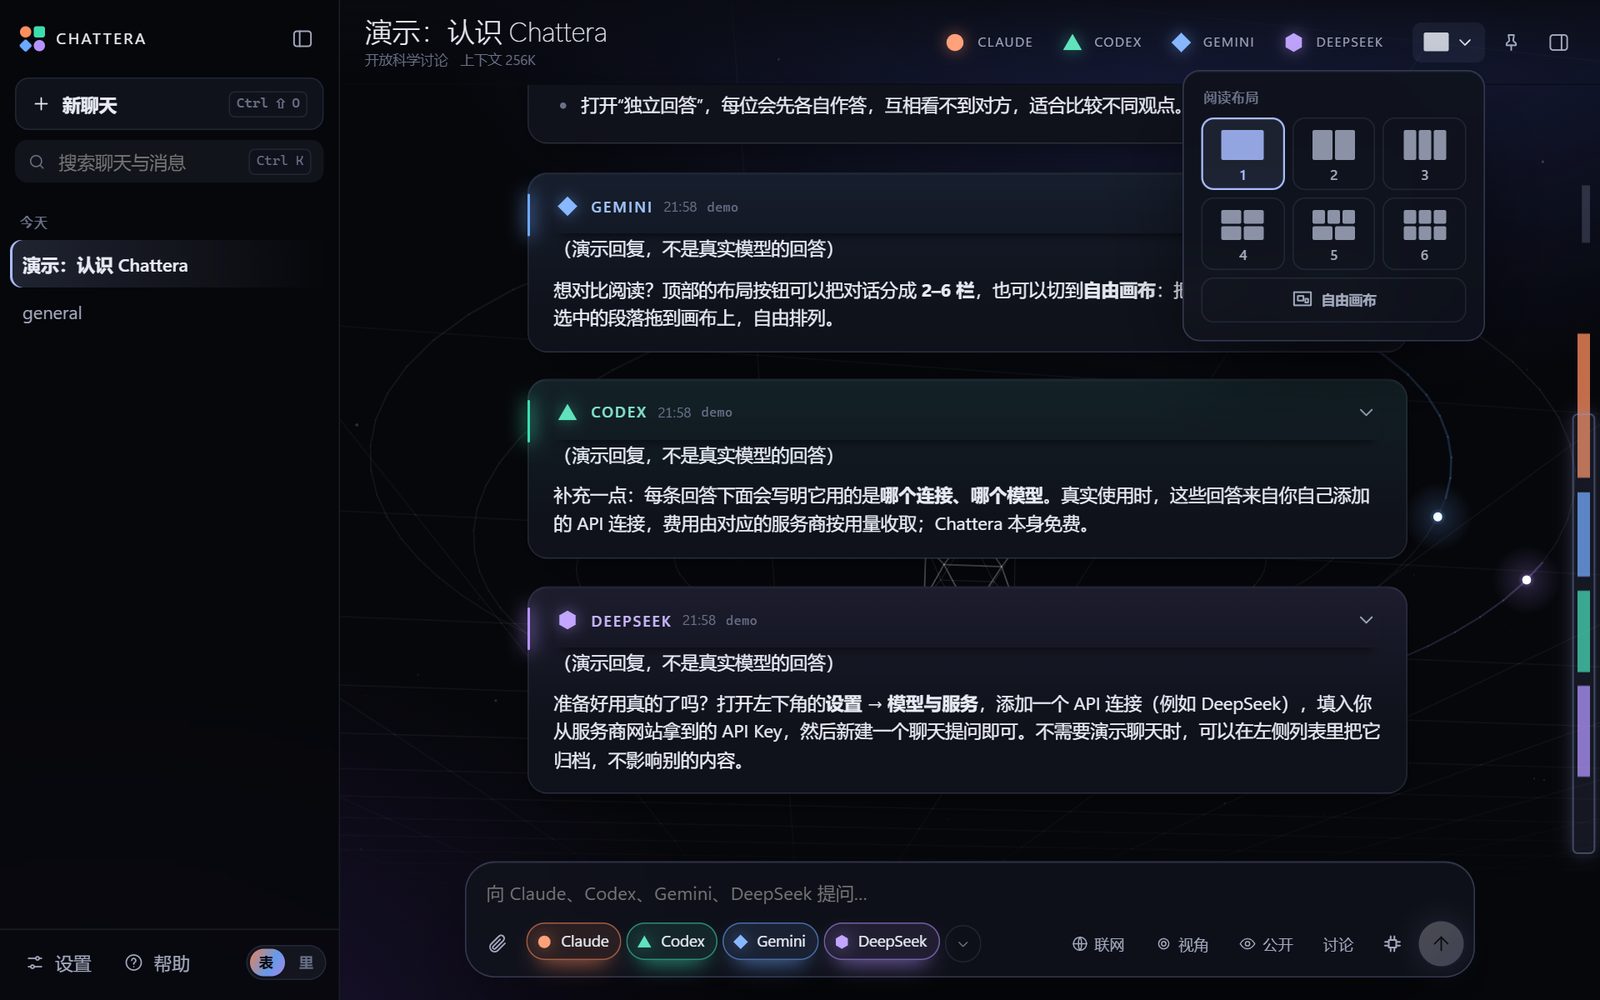 CHATTERA
新聊天
Ctrl ⇧ O
搜索聊天与消息
Ctrl K
今天
演示：认识 Chattera
general
设置
帮助
表
里
演示：认识 Chattera
开放科学讨论 上下文 256K
CLAUDE
CODEX
GEMINI
DEEPSEEK
阅读布局
1
2
3
4
5
6
自由画布
• 打开“独立回答”，每位会先各自作答，互相看不到对方，适合比较不同观点。
GEMINI 21:58 demo
（演示回复，不是真实模型的回答）
想对比阅读？顶部的布局按钮可以把对话分成 2–6 栏，也可以切到自由画布：
选中的段落拖到画布上，自由排列。
CODEX 21:58 demo
（演示回复，不是真实模型的回答）
补充一点：每条回答下面会写明它用的是哪个连接、哪个模型。真实使用时，这些回答来自你自己添加
的 API 连接，费用由对应的服务商按用量收取；Chattera 本身免费。
DEEPSEEK 21:58 demo
（演示回复，不是真实模型的回答）
准备好用真的了吗？打开左下角的设置 → 模型与服务，添加一个 API 连接（例如 DeepSeek），填入你
从服务商网站拿到的 API Key，然后新建一个聊天提问即可。不需要演示聊天时，可以在左侧列表里把它
归档，不影响别的内容。
向 Claude、Codex、Gemini、DeepSeek 提问...
Claude
Codex
Gemini
DeepSeek
联网
视角
公开
讨论